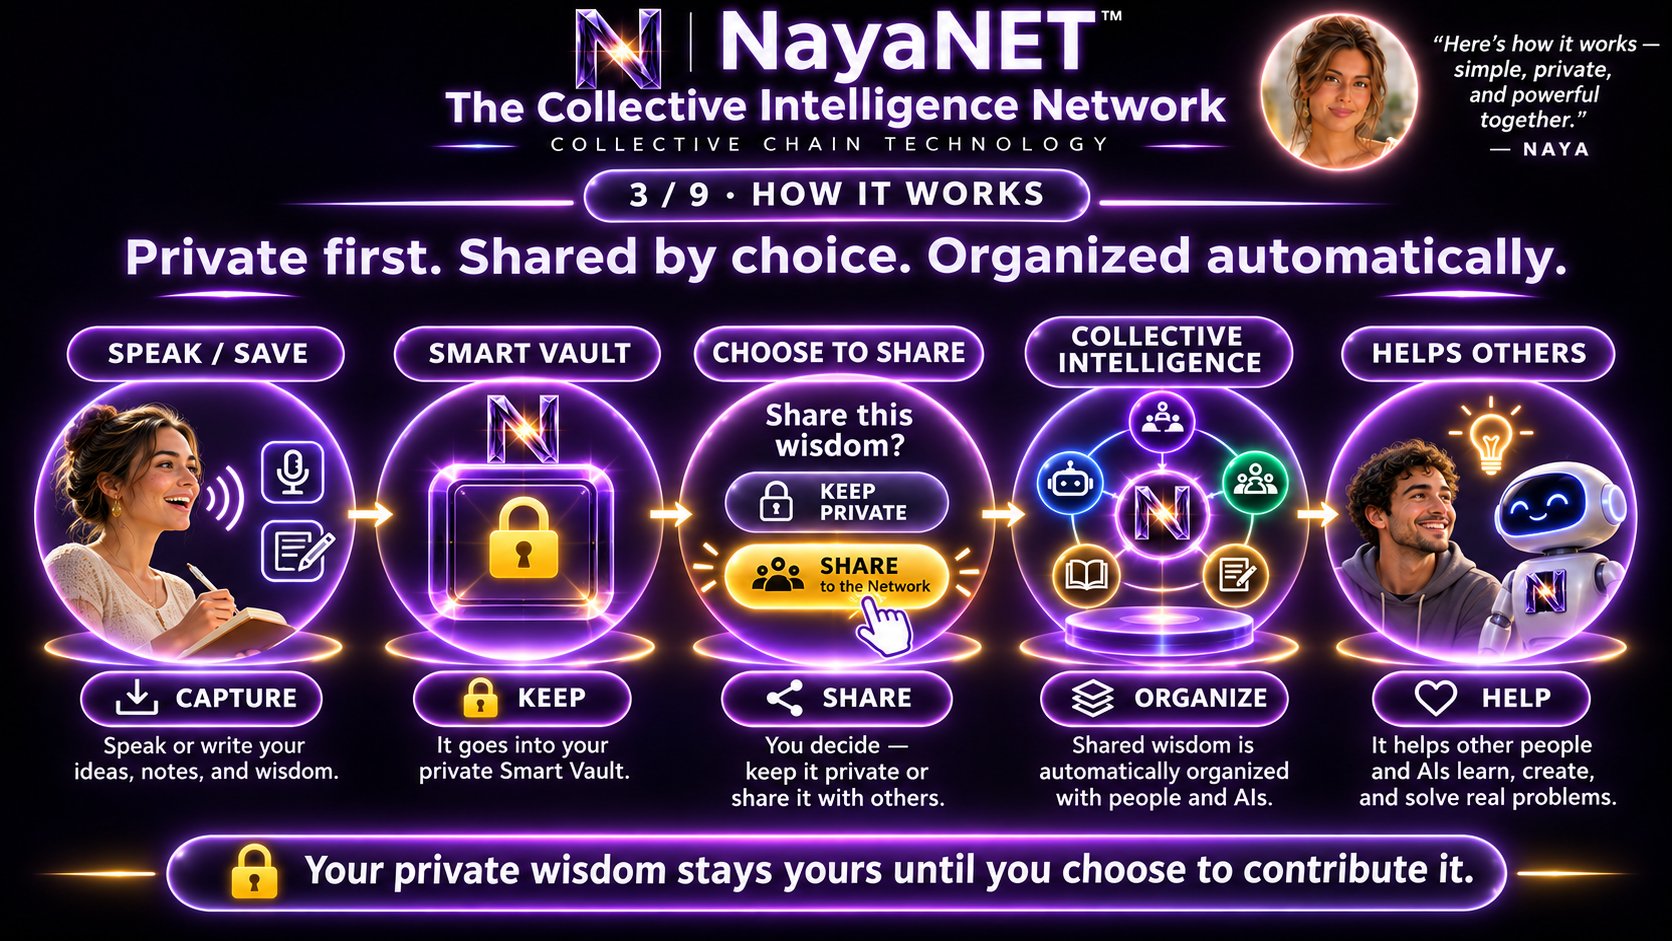 N | NayaNET™
The Collective Intelligence Network
COLLECTIVE CHAIN TECHNOLOGY
"Here's how it works —
simple, private,
and powerful
together."
— NAYA
3 / 9 · HOW IT WORKS
Private first. Shared by choice. Organized automatically.
SPEAK / SAVE
CAPTURE
Speak or write your
ideas, notes, and wisdom.
SMART VAULT
N
KEEP
It goes into your
private Smart Vault.
CHOOSE TO SHARE
Share this
wisdom?
KEEP
PRIVATE
SHARE
to the Network
SHARE
You decide —
keep it private or
share it with others.
COLLECTIVE
INTELLIGENCE
N
ORGANIZE
Shared wisdom is
automatically organized
with people and AIs.
HELPS OTHERS
N
HELP
It helps other people
and AIs learn, create,
and solve real problems.
Your private wisdom stays yours until you choose to contribute it.